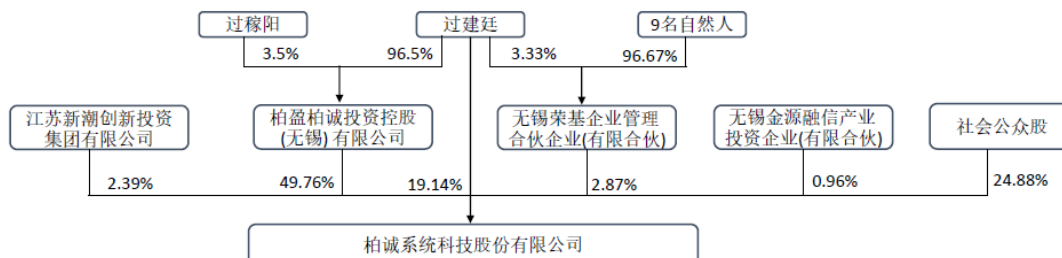 过稼阳
过建廷
9名自然人
3.5%
96.5%
3.33%
96.67%
江苏新潮创新投资
集团有限公司
柏盈柏诚投资控股
(无锡)有限公司
无锡荣基企业管理
合伙企业(有限合伙)
无锡金源融信产业
投资企业(有限合伙)
社会公众股
2.39%
49.76%
19.14%
2.87%
0.96%
24.88%
柏诚系统科技股份有限公司